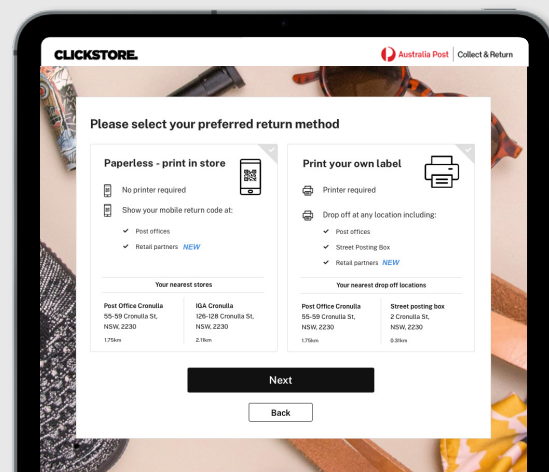 CLICKSTORE.
Australia Post | Collect & Return
Please select your preferred return method
Paperless - print in store
No printer required
Show your mobile return code at:
Post offices
Retail partners NEW
Your nearest stores
Post Office Cronulla
55-59 Cronulla St,
NSW, 2230
1.75km
IGA Cronulla
126-128 Cronulla St,
NSW, 2230
2.11km
Print your own label
Printer required
Drop off at any location including:
Post offices
Street Posting Box
Retail partners NEW
Your nearest drop off locations
Post Office Cronulla
55-59 Cronulla St,
NSW, 2230
1.75km
Street posting box
2 Cronulla St,
NSW, 2230
0.31km
Next
Back